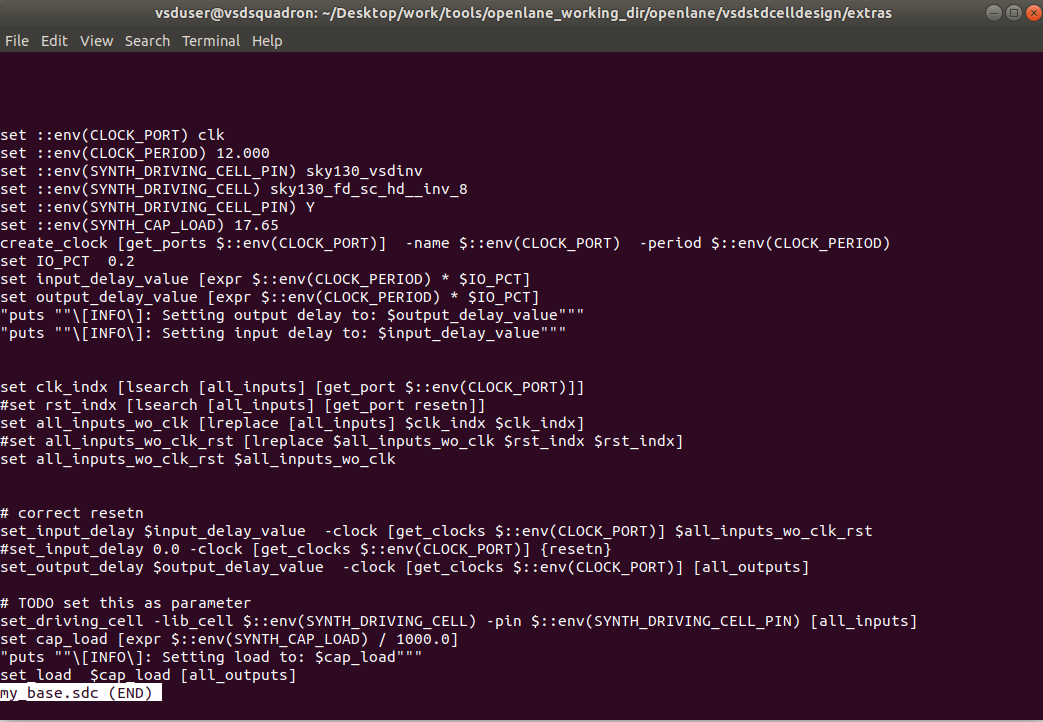 vsduser@vsdsquadron: ~/Desktop/work/tools/openlane_working_dir/openlane/vsdstdcelldesign/extras
File Edit View Search Terminal Help
set ::env(CLOCK_PORT) clk
set ::env(CLOCK_PERIOD) 12.000
set ::env(SYNTH_DRIVING_CELL_PIN) sky130_vsdinv
set ::env(SYNTH_DRIVING_CELL) sky130_fd_sc_hd__inv_8
set ::env(SYNTH_DRIVING_CELL_PIN) Y
set ::env(SYNTH_CAP_LOAD) 17.65
create_clock [get_ports $::env(CLOCK_PORT)]  -name $::env(CLOCK_PORT)  -period $::env(CLOCK_PERIOD)
set IO_PCT  0.2
set input_delay_value [expr $::env(CLOCK_PERIOD) * $IO_PCT]
set output_delay_value [expr $::env(CLOCK_PERIOD) * $IO_PCT]
"puts ""\[INFO\]: Setting output delay to: $output_delay_value"""
"puts ""\[INFO\]: Setting input delay to: $input_delay_value"""
set clk_indx [lsearch [all_inputs] [get_port $::env(CLOCK_PORT)]]
#set rst_indx [lsearch [all_inputs] [get_port resetn]]
set all_inputs_wo_clk [lreplace [all_inputs] $clk_indx $clk_indx]
#set all_inputs_wo_clk_rst [lreplace $all_inputs_wo_clk $rst_indx $rst_indx]
set all_inputs_wo_clk_rst $all_inputs_wo_clk
# correct resetn
set_input_delay $input_delay_value  -clock [get_clocks $::env(CLOCK_PORT)] $all_inputs_wo_clk_rst
#set_input_delay 0.0 -clock [get_clocks $::env(CLOCK_PORT)] {resetn}
set_output_delay $output_delay_value  -clock [get_clocks $::env(CLOCK_PORT)] [all_outputs]
# TODO set this as parameter
set_driving_cell -lib_cell $::env(SYNTH_DRIVING_CELL) -pin $::env(SYNTH_DRIVING_CELL_PIN) [all_inputs]
set cap_load [expr $::env(SYNTH_CAP_LOAD) / 1000.0]
"puts ""\[INFO\]: Setting load to: $cap_load"""
set_load  $cap_load [all_outputs]
my_base.sdc (END)